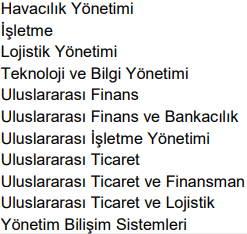 Havacılık Yönetimi
İşletme
Lojistik Yönetimi
Teknoloji ve Bilgi Yönetimi
Uluslararası Finans
Uluslararası Finans ve Bankacılık
Uluslararası İşletme Yönetimi
Uluslararası Ticaret
Uluslararası Ticaret ve Finansman
Uluslararası Ticaret ve Lojistik
Yönetim Bilişim Sistemleri